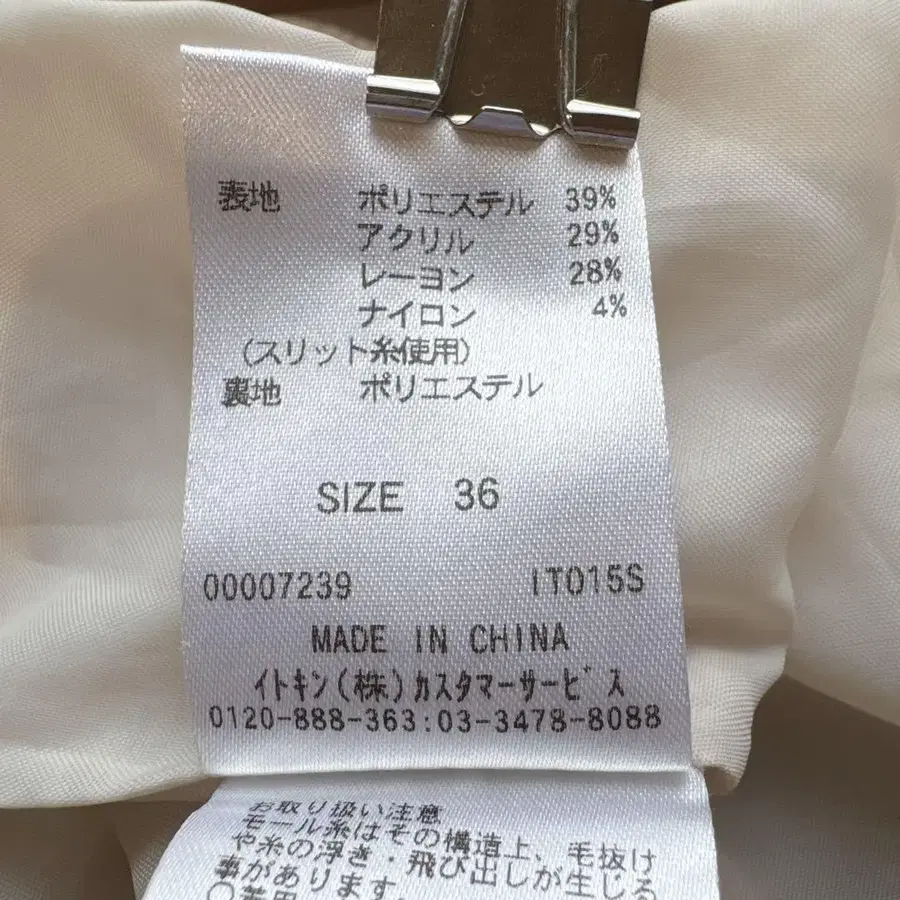 表地 ポリエステル 39%
アクリル 29%
レーヨン 28%
ナイロン 4%
(スリット糸使用)
裏地 ポリエステル
SIZE 36
00007239 IT015S
MADE IN CHINA
イトキン(株)カスタマーサービス
0120-888-363:03-3478-8088
お取り扱い注意
モール糸はその構造上、毛抜け
や糸の浮き・飛び出しが生じる
事があります。